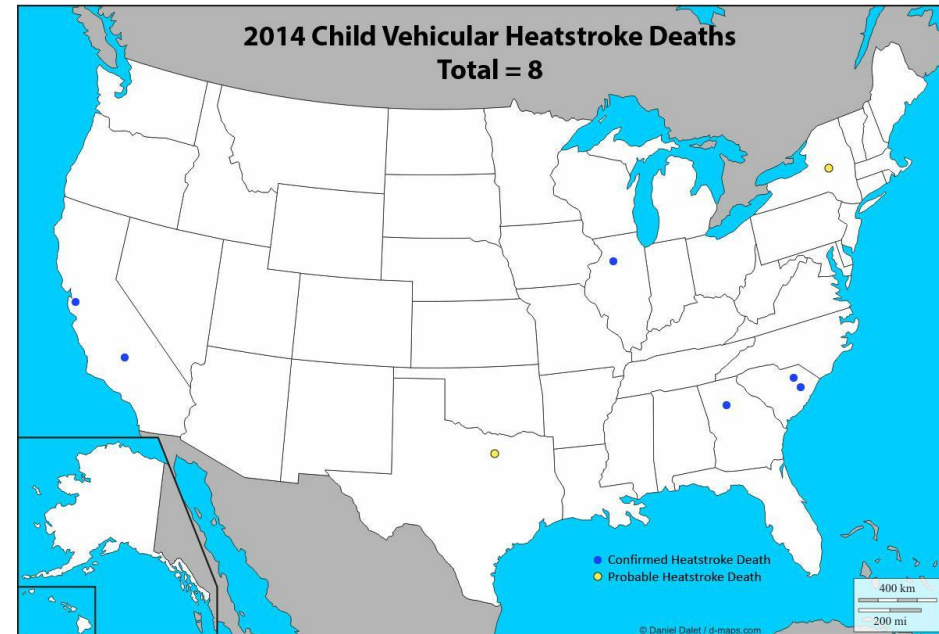 2014 Child Vehicular Heatstroke Deaths
Total = 8
Confirmed Heatstroke Death
Probable Heatstroke Death
400 km
200 mi
© Daniel Dalet / d-maps.com